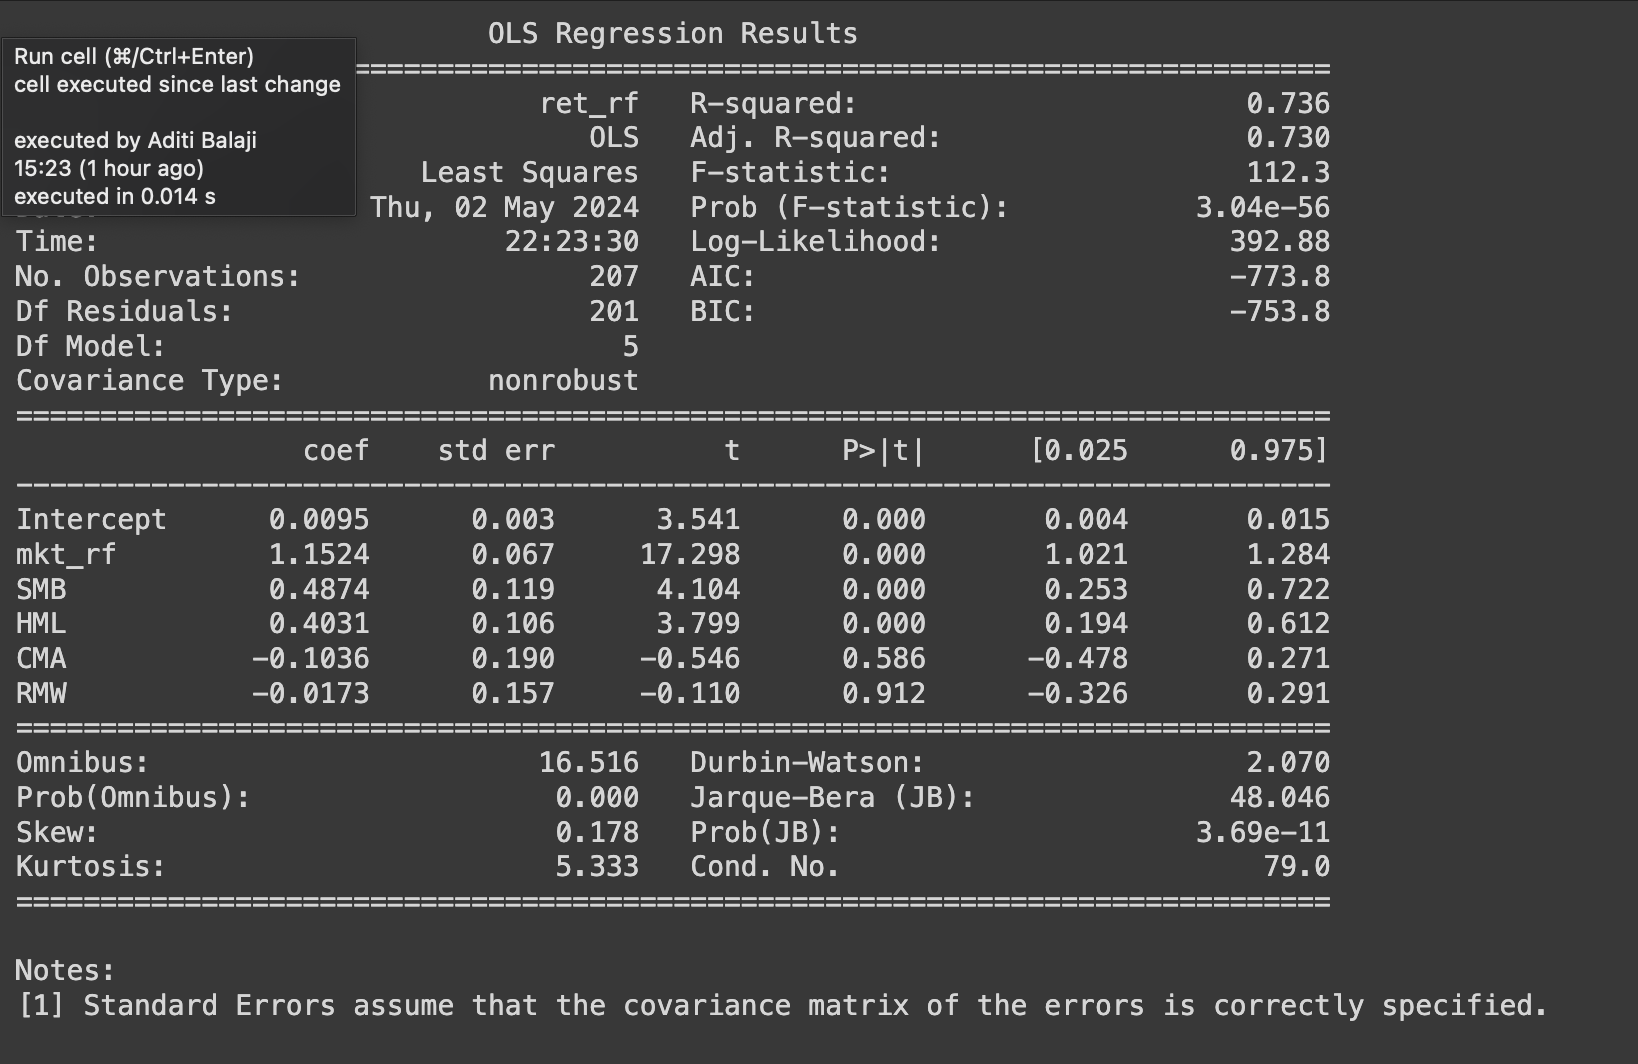 OLS Regression Results
Run cell (⌘/Ctrl+Enter)
cell executed since last change
executed by Aditi Balaji
15:23 (1 hour ago)
executed in 0.014 s
==========================================================
ret_rf   R-squared:                       0.736
OLS   Adj. R-squared:                  0.730
Least Squares   F-statistic:                     112.3
Thu, 02 May 2024   Prob (F-statistic):           3.04e-56
Time:                        22:23:30   Log-Likelihood:                 392.88
No. Observations:                 207   AIC:                            -773.8
Df Residuals:                     201   BIC:                            -753.8
Df Model:                           5
Covariance Type:            nonrobust
==============================================================================
                 coef    std err          t      P>|t|      [0.025      0.975]
------------------------------------------------------------------------------
Intercept      0.0095      0.003      3.541      0.000       0.004       0.015
mkt_rf         1.1524      0.067     17.298      0.000       1.021       1.284
SMB            0.4874      0.119      4.104      0.000       0.253       0.722
HML            0.4031      0.106      3.799      0.000       0.194       0.612
CMA           -0.1036      0.190     -0.546      0.586      -0.478       0.271
RMW           -0.0173      0.157     -0.110      0.912      -0.326       0.291
==============================================================================
Omnibus:                       16.516   Durbin-Watson:                   2.070
Prob(Omnibus):                  0.000   Jarque-Bera (JB):               48.046
Skew:                           0.178   Prob(JB):                     3.69e-11
Kurtosis:                       5.333   Cond. No.                         79.0
==============================================================================
Notes:
[1] Standard Errors assume that the covariance matrix of the errors is correctly specified.